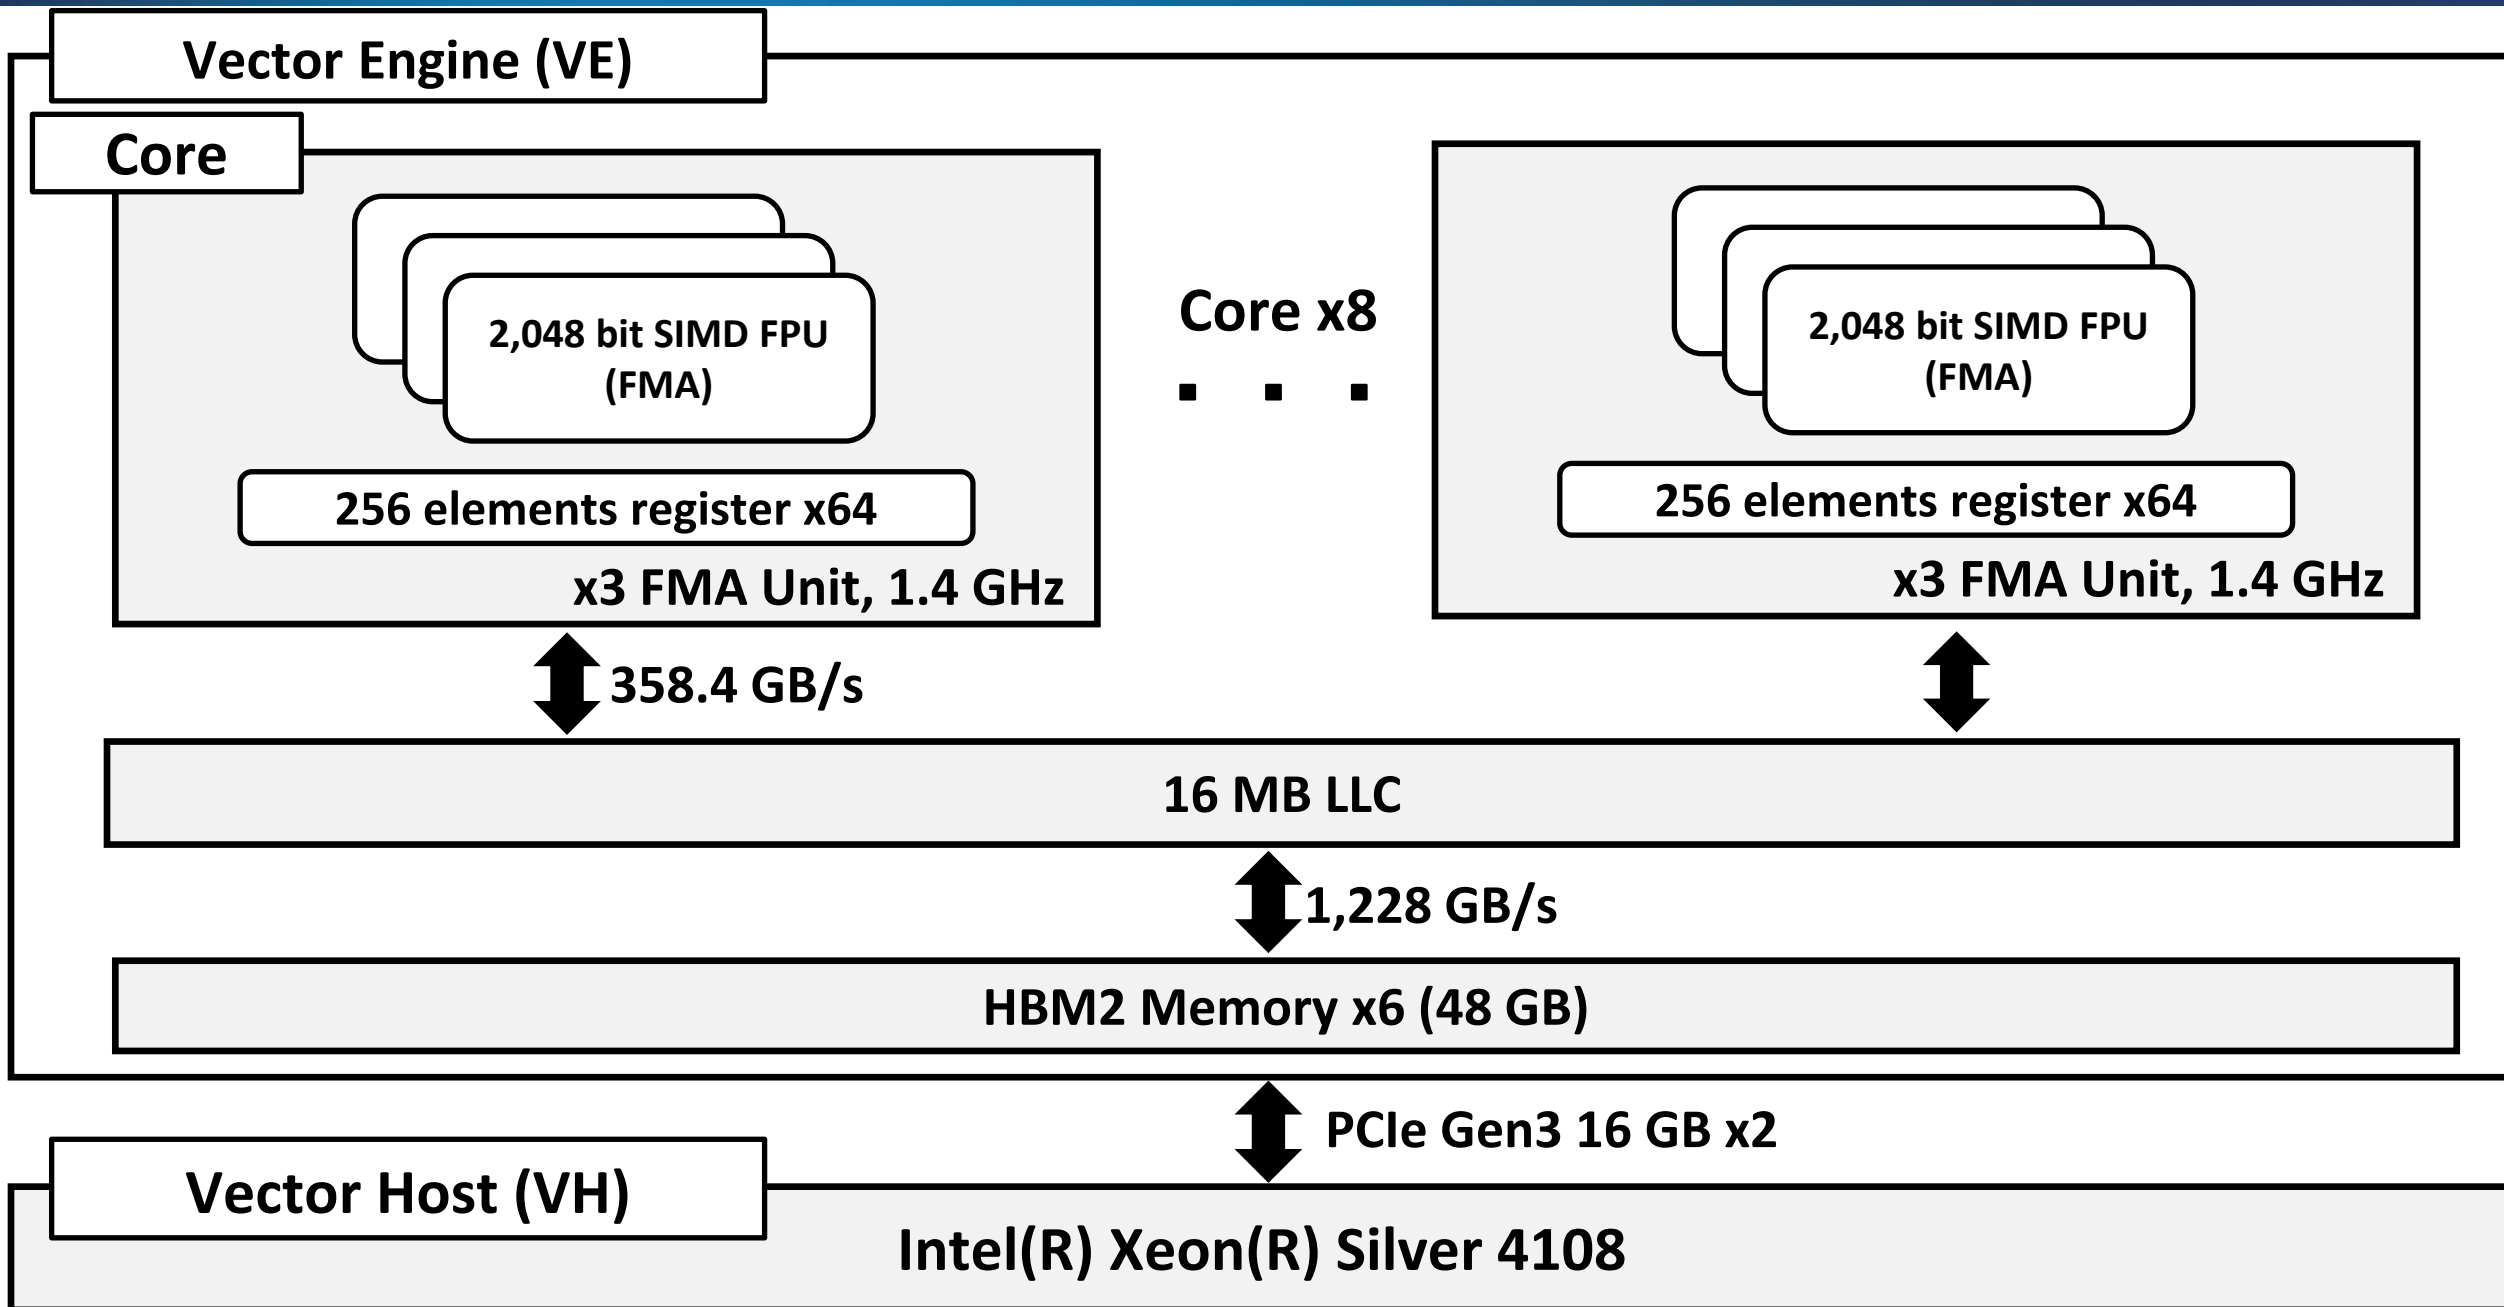 Vector Engine (VE)
Core
2,048 bit SIMD FPU
(FMA)
256 elements register x64
x3 FMA Unit, 1.4 GHz
Core x8
. . .
2,048 bit SIMD FPU
(FMA)
256 elements register x64
x3 FMA Unit, 1.4 GHz
358.4 GB/s
16 MB LLC
1,228 GB/s
HBM2 Memory x6 (48 GB)
PCIe Gen3 16 GB x2
Vector Host (VH)
Intel(R) Xeon(R) Silver 4108